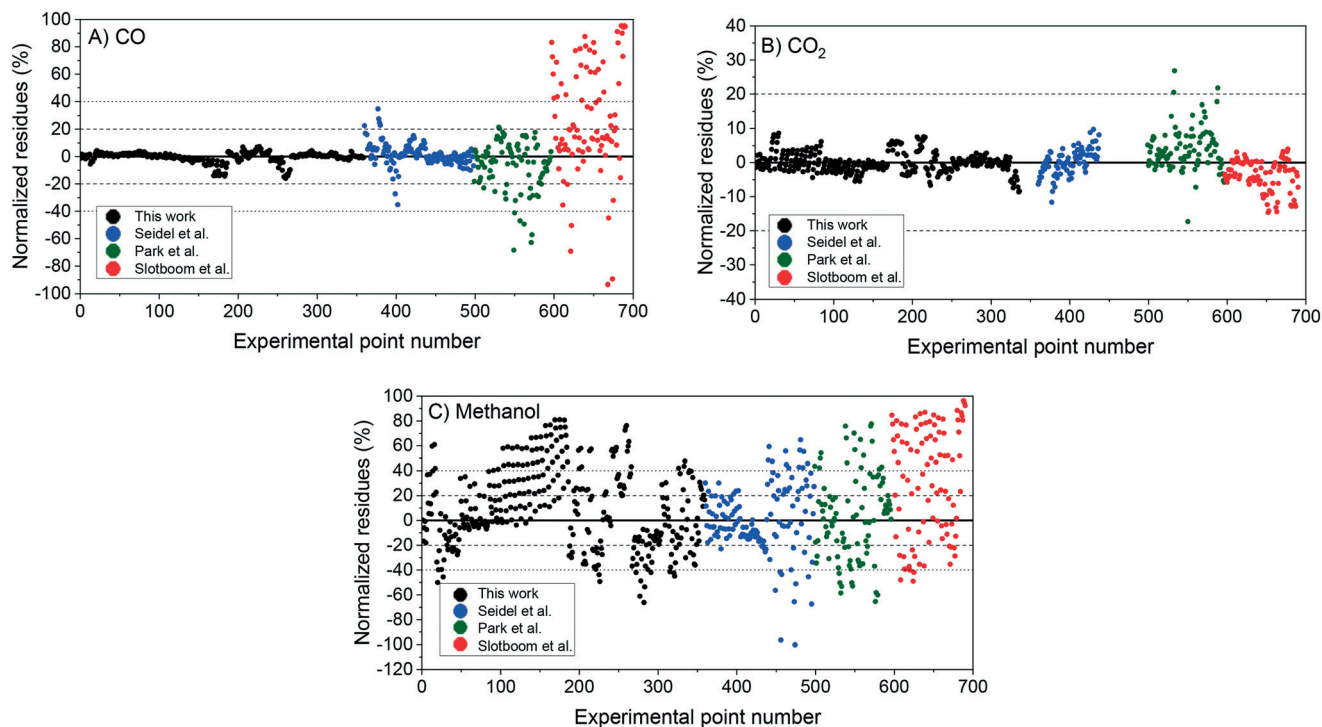 A) CO
Normalized residues (%)
100
80
60
40
20
0
-20
-40
-60
-80
-100
This work
Seidel et al.
Park et al.
Slotboom et al.
0 100 200 300 400 500 600 700
Experimental point number
B) CO₂
Normalized residues (%)
40
30
20
10
0
-10
-20
-30
-40
This work
Seidel et al.
Park et al.
Slotboom et al.
0 100 200 300 400 500 600 700
Experimental point number
C) Methanol
Normalized residues (%)
100
80
60
40
20
0
-20
-40
-60
-80
-100
-120
This work
Seidel et al.
Park et al.
Slotboom et al.
0 100 200 300 400 500 600 700
Experimental point number